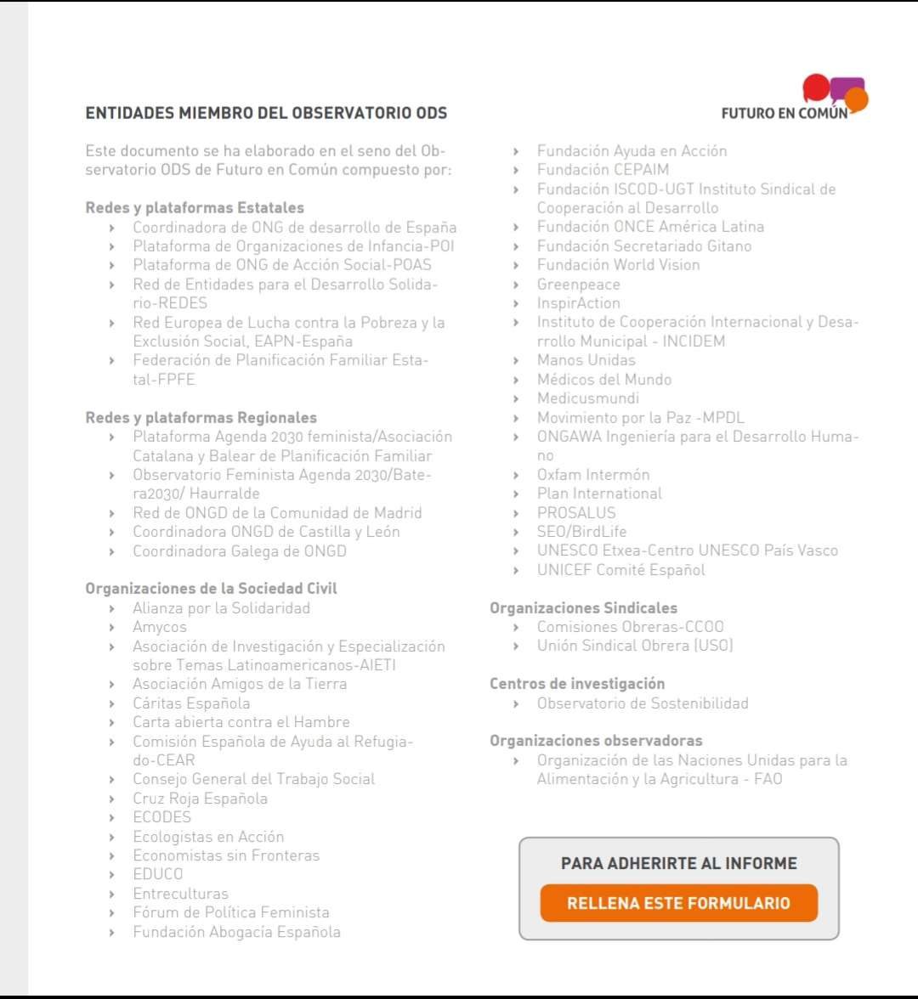 ENTIDADES MIEMBRO DEL OBSERVATORIO ODS
FUTURO EN COMÚN
Este documento se ha elaborado en el seno del Ob-
servatorio ODS de Futuro en Común compuesto por:
Redes y plataformas Estatales
› Coordinadora de ONG de desarrollo de España
› Plataforma de Organizaciones de Infancia-POI
› Plataforma de ONG de Acción Social-POAS
› Red de Entidades para el Desarrollo Solida-
rio-REDES
› Red Europea de Lucha contra la Pobreza y la
Exclusión Social, EAPN-España
› Federación de Planificación Familiar Esta-
tal-FPFE
Redes y plataformas Regionales
› Plataforma Agenda 2030 feminista/Asociación
Catalana y Balear de Planificación Familiar
› Observatorio Feminista Agenda 2030/Bate-
ra2030/ Haurralde
› Red de ONGD de la Comunidad de Madrid
› Coordinadora ONGD de Castilla y León
› Coordinadora Galega de ONGD
Organizaciones de la Sociedad Civil
› Alianza por la Solidaridad
› Amycos
› Asociación de Investigación y Especialización
sobre Temas Latinoamericanos-AIETI
› Asociación Amigos de la Tierra
› Cáritas Española
› Carta abierta contra el Hambre
› Comisión Española de Ayuda al Refugia-
do-CEAR
› Consejo General del Trabajo Social
› Cruz Roja Española
› ECODES
› Ecologistas en Acción
› Economistas sin Fronteras
› EDUCO
› Entreculturas
› Fórum de Política Feminista
› Fundación Abogacía Española
› Fundación Ayuda en Acción
› Fundación CEPAIM
› Fundación ISCOD-UGT Instituto Sindical de
Cooperación al Desarrollo
› Fundación ONCE América Latina
› Fundación Secretariado Gitano
› Fundación World Vision
› Greenpeace
› InspirAction
› Instituto de Cooperación Internacional y Desa-
rrollo Municipal - INCIDEM
› Manos Unidas
› Médicos del Mundo
› Medicusmundi
› Movimiento por la Paz -MPDL
› ONGAWA Ingeniería para el Desarrollo Huma-
no
› Oxfam Intermón
› Plan International
› PROSALUS
› SEO/BirdLife
› UNESCO Etxea-Centro UNESCO País Vasco
› UNICEF Comité Español
Organizaciones Sindicales
› Comisiones Obreras-CCOO
› Unión Sindical Obrera (USO)
Centros de investigación
› Observatorio de Sostenibilidad
Organizaciones observadoras
› Organización de las Naciones Unidas para la
Alimentación y la Agricultura - FAO
PARA ADHERIRTE AL INFORME
RELLENA ESTE FORMULARIO